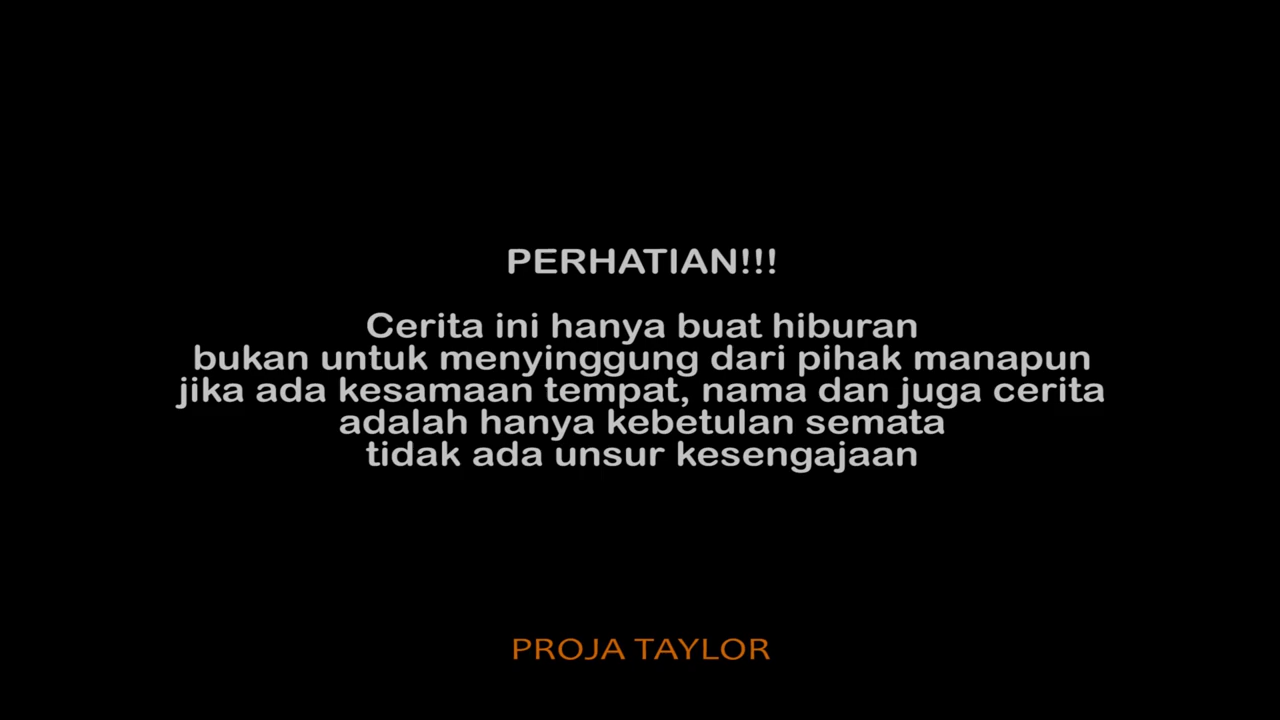 PERHATIAN!!!
Cerita ini hanya buat hiburan
bukan untuk menyinggung dari pihak manapun
jika ada kesamaan tempat, nama dan juga cerita
adalah hanya kebetulan semata
tidak ada unsur kesengajaan
PROJA TAYLOR